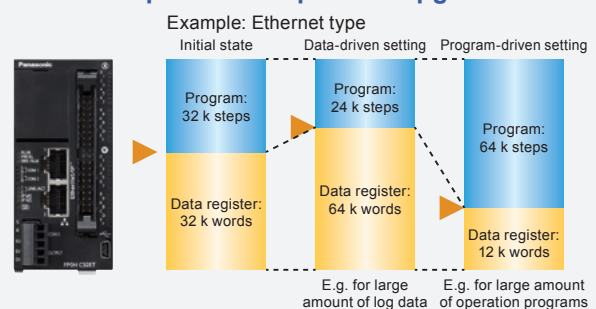 Example: Ethernet type
Initial state
Data-driven setting
Program-driven setting
Panasonic
Program:
32 k steps
Data register:
32 k words
Program:
24 k steps
Data register:
64 k words
Program:
64 k steps
Data register:
12 k words
E.g. for large
amount of log data
E.g. for large amount
of operation programs